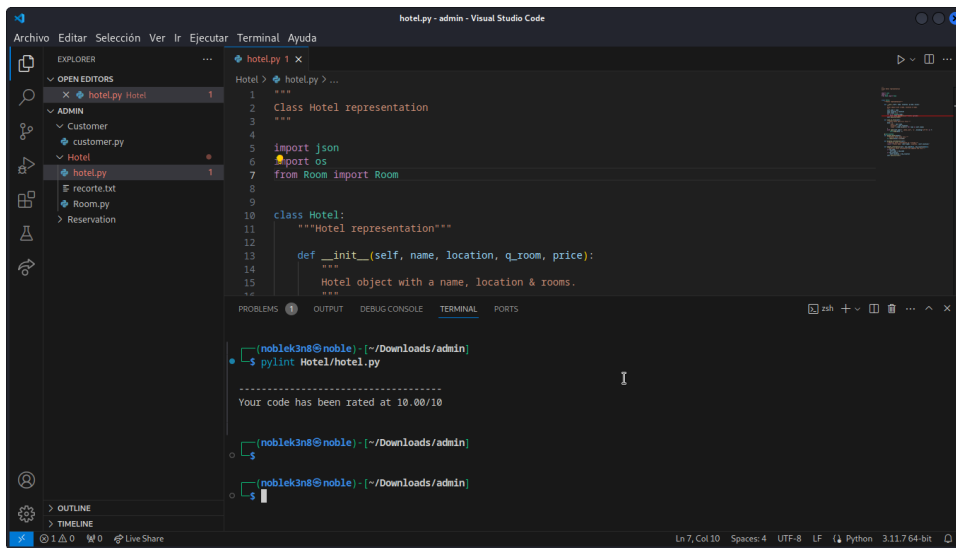 hotel.py - admin - Visual Studio Code
Archivo Editar Selección Ver Ir Ejecutar Terminal Ayuda
EXPLORER
OPEN EDITORS
hotel.py Hotel 1
ADMIN
Customer
customer.py
Hotel
hotel.py 1
recorte.txt
Room.py
Reservation
OUTLINE
TIMELINE
hotel.py 1
Hotel > hotel.py > ...
1 """
2 Class Hotel representation
3 """
4
5 import json
6 import os
7 from Room import Room
8
9
10 class Hotel:
11 """Hotel representation"""
12
13 def __init__(self, name, location, q_room, price):
14 """
15 Hotel object with a name, location & rooms.
16 """
PROBLEMS 1 OUTPUT DEBUG CONSOLE TERMINAL PORTS zsh
(noblek3n8㉿noble)-[~/Downloads/admin]
$ pylint Hotel/hotel.py
------------------------------------
Your code has been rated at 10.00/10
(noblek3n8㉿noble)-[~/Downloads/admin]
$
(noblek3n8㉿noble)-[~/Downloads/admin]
$
1 0 0 Live Share Ln 7, Col 10 Spaces: 4 UTF-8 LF Python 3.11.7 64-bit